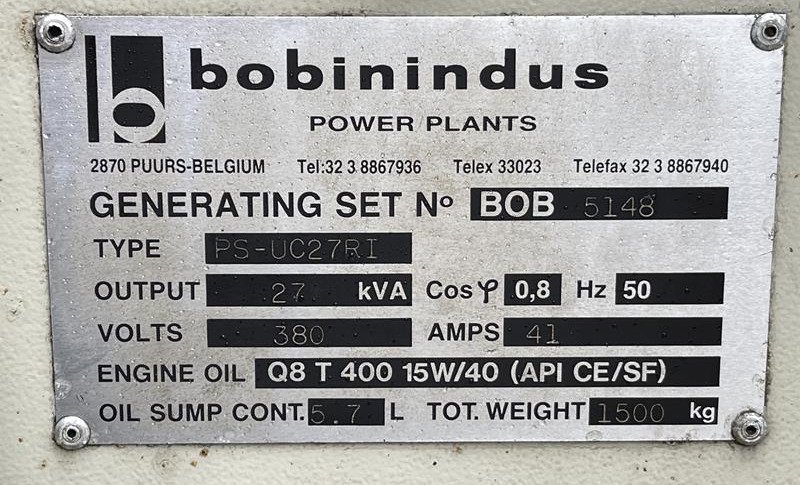 b bobinindus
POWER PLANTS
2870 PUURS-BELGIUM Tel:32 3 8867936 Telex 33023 Telefax 32 3 8867940
GENERATING SET Nº BOB 5148
TYPE PS-UC27RI
OUTPUT 27 kVA Cos φ 0,8 Hz 50
VOLTS 380 AMPS 41
ENGINE OIL Q8 T 400 15W/40 (API CE/SF)
OIL SUMP CONT. 5.7 L TOT. WEIGHT 1500 kg